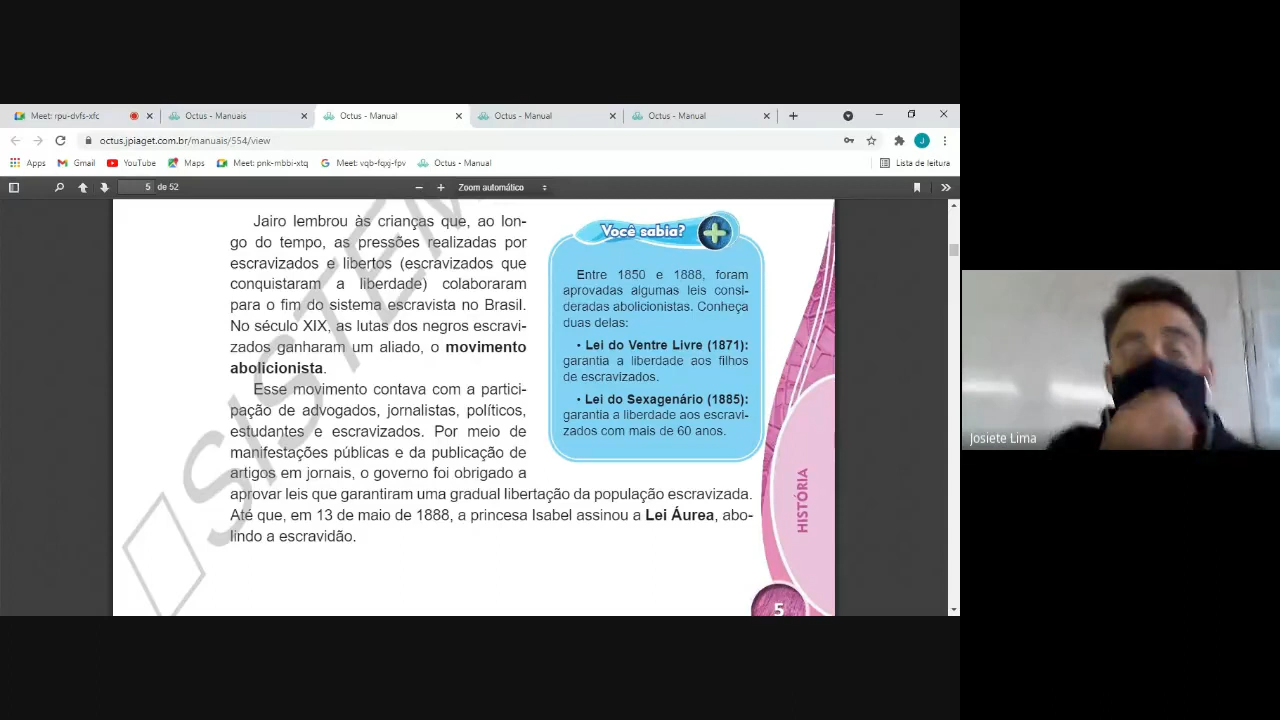 Meet: rpu-dvfs-xfc
Octus - Manuais
Octus - Manual
Octus - Manual
Octus - Manual
octus.jpiaget.com.br/manuais/554/view
J
Apps
Gmail
YouTube
Maps
Meet: pnk-mbbi-xtq
Meet: vqb-fqxj-fpv
Octus - Manual
Lista de leitura
5 de 52
Zoom automático
Jairo lembrou às crianças que, ao lon-
go do tempo, as pressões realizadas por
escravizados e libertos (escravizados que
conquistaram a liberdade) colaboraram
para o fim do sistema escravista no Brasil.
No século XIX, as lutas dos negros escravi-
zados ganharam um aliado, o movimento
abolicionista.
Esse movimento contava com a partici-
pação de advogados, jornalistas, políticos,
estudantes e escravizados. Por meio de
manifestações públicas e da publicação de
artigos em jornais, o governo foi obrigado a
aprovar leis que garantiram uma gradual libertação da população escravizada.
Até que, em 13 de maio de 1888, a princesa Isabel assinou a Lei Áurea, abo-
lindo a escravidão.
Você sabia?
Entre 1850 e 1888, foram
aprovadas algumas leis consi-
deradas abolicionistas. Conheça
duas delas:
• Lei do Ventre Livre (1871):
garantia a liberdade aos filhos
de escravizados.
• Lei do Sexagenário (1885):
garantia a liberdade aos escravi-
zados com mais de 60 anos.
SISTEM
HISTÓRIA
5
Josiete Lima